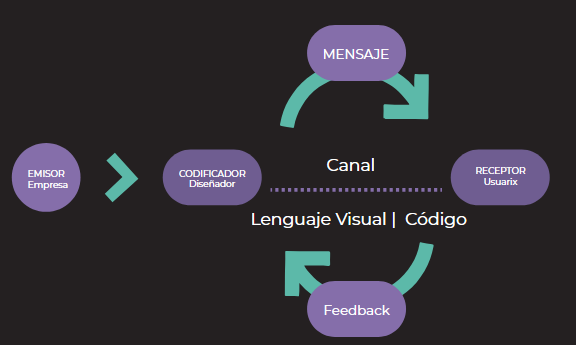 MENSAJE
EMISOR
Empresa
CODIFICADOR
Diseñador
Canal
RECEPTOR
Usuarix
Lenguaje Visual | Código
Feedback